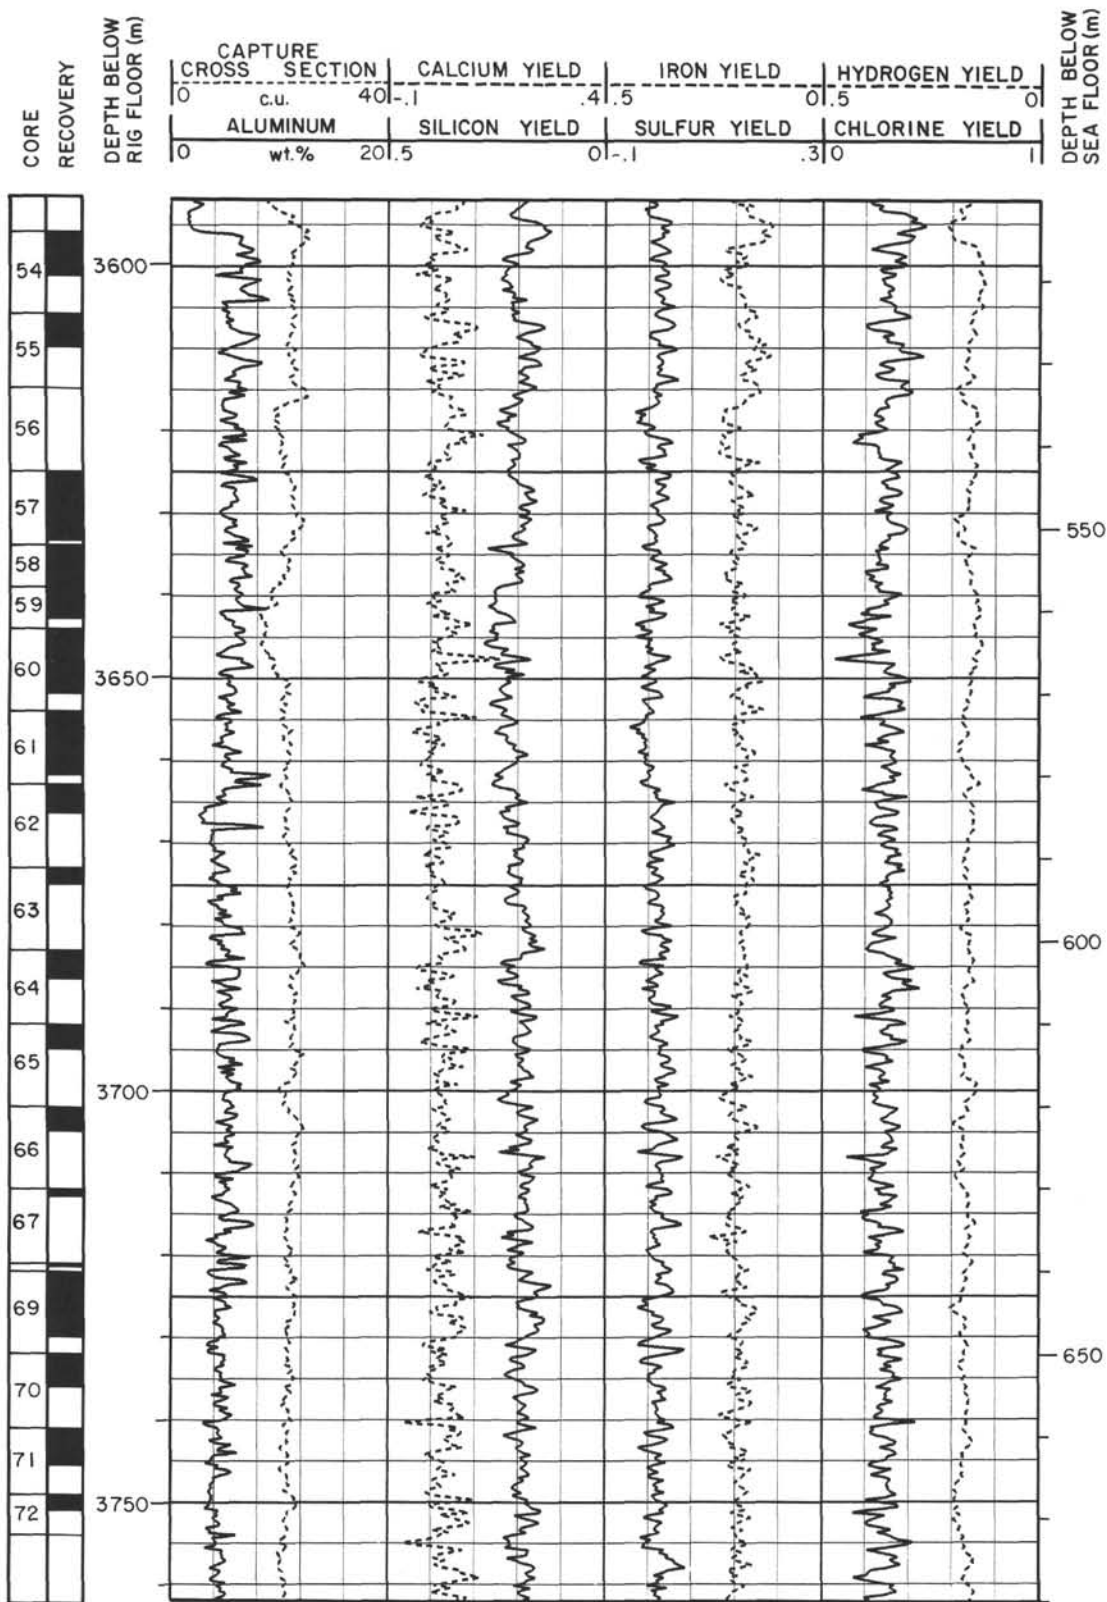 CORE
RECOVERY
DEPTH BELOW
RIG FLOOR (m)
CAPTURE
CROSS SECTION
0 c.u. 40
ALUMINUM
0 wt.% 20
CALCIUM YIELD
-.1 .4
SILICON YIELD
.5 0
IRON YIELD
.5 0
SULFUR YIELD
-.1 .3
HYDROGEN YIELD
.5 0
CHLORINE YIELD
0 1
DEPTH BELOW
SEA FLOOR (m)
54
3600
55
56
57
550
58
59
60
3650
61
62
63
600
64
65
3700
66
67
69
650
70
71
3750
72